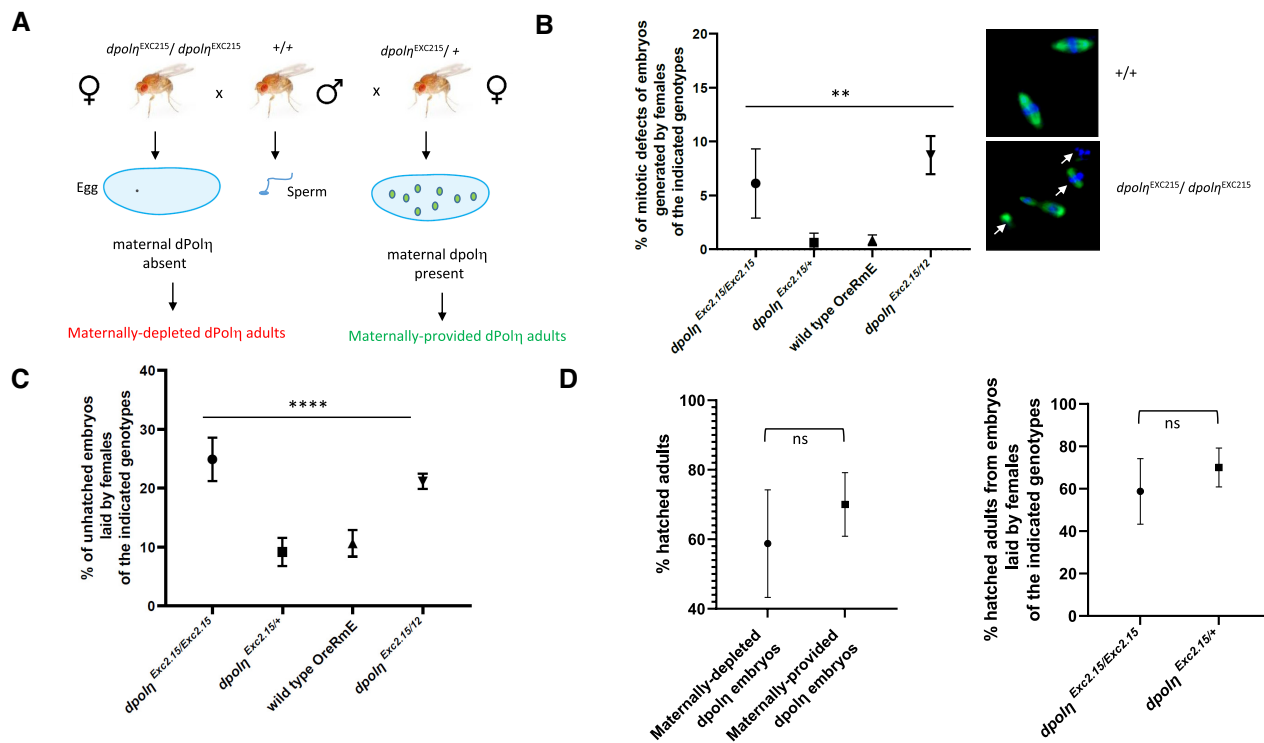 A
dpolη^EXC215/ dpolη^EXC215
+/+
dpolη^EXC215/ +
♀
x
♂
x
♀
Egg
Sperm
maternal dPolη
absent
maternal dpolη
present
Maternally-depleted dPolη adults
Maternally-provided dPolη adults
B
% of mitotic defects of embryos
generated by females
of the indicated genotypes
20
15
10
5
0
**
dpolη^Exc2.15/Exc2.15
dpolη^Exc2.15/+
wild type OreRmE
dpolη^Exc2.15/12
+/+
dpolη^EXC215/ dpolη^EXC215
C
% of unhatched embryos
laid by females
of the indicated genotypes
40
30
20
10
0
****
dpolη^Exc2.15/Exc2.15
dpolη^Exc2.15/+
wild type OreRmE
dpolη^Exc2.15/12
D
% hatched adults
100
80
60
40
ns
Maternally-depleted
dpolη embryos
Maternally-provided
dpolη embryos
% hatched adults from embryos
laid by females
of the indicated genotypes
100
80
60
40
20
0
ns
dpolη^Exc2.15/Exc2.15
dpolη^Exc2.15/+